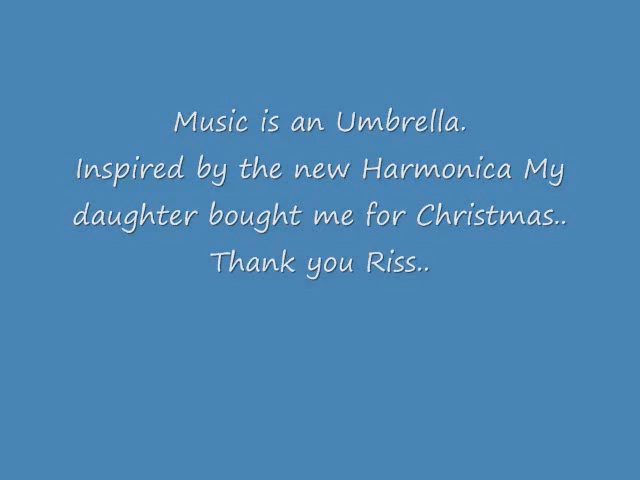 Music is an Umbrella.
Inspired by the new Harmonica My
daughter bought me for Christmas..
Thank you Riss..